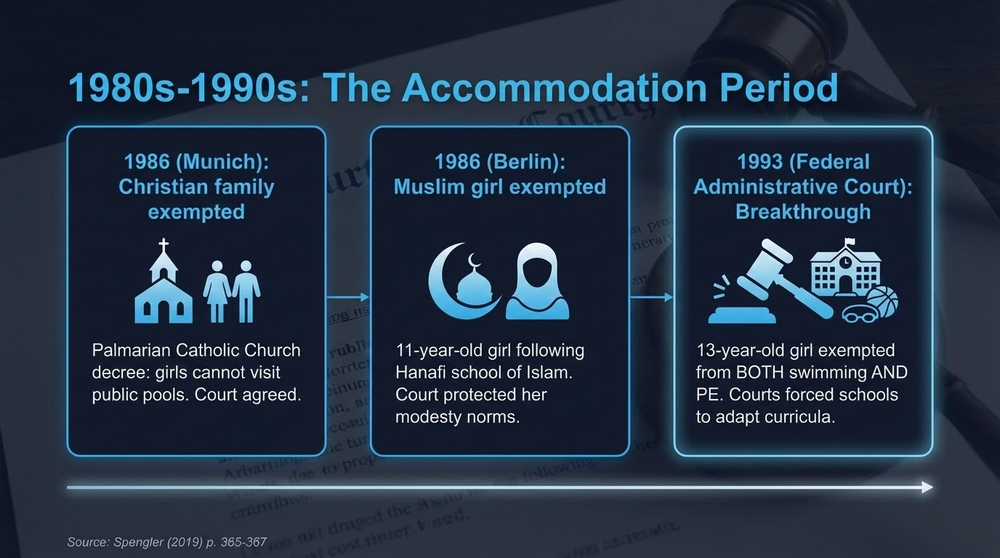 1980s-1990s: The Accommodation Period
1986 (Munich):
Christian family
exempted
Palmarian Catholic Church
decree: girls cannot visit
public pools. Court agreed.
1986 (Berlin):
Muslim girl exempted
11-year-old girl following
Hanafi school of Islam.
Court protected her
modesty norms.
1993 (Federal
Administrative Court):
Breakthrough
13-year-old girl exempted
from BOTH swimming AND
PE. Courts forced schools
to adapt curricula.
Source: Spengler (2019) p. 365-367